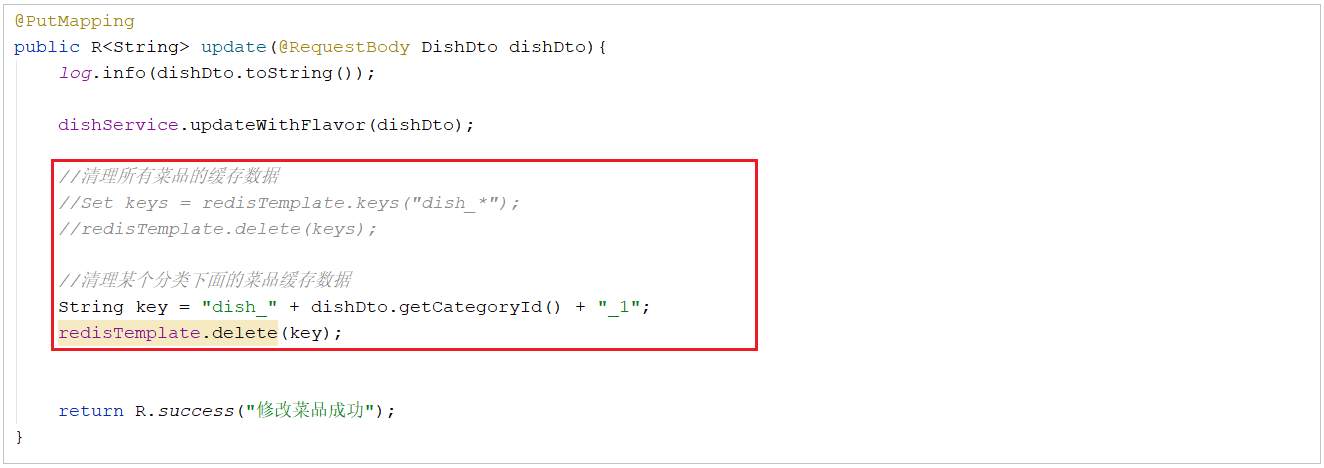 @PutMapping
public R<String> update(@RequestBody DishDto dishDto){
log.info(dishDto.toString());
dishService.updateWithFlavor(dishDto);
//清理所有菜品的缓存数据
//Set keys = redisTemplate.keys("dish_*");
//redisTemplate.delete(keys);
//清理某个分类下面的菜品缓存数据
String key = "dish_" + dishDto.getCategoryId() + "_1";
redisTemplate.delete(key);
return R.success("修改菜品成功");
}